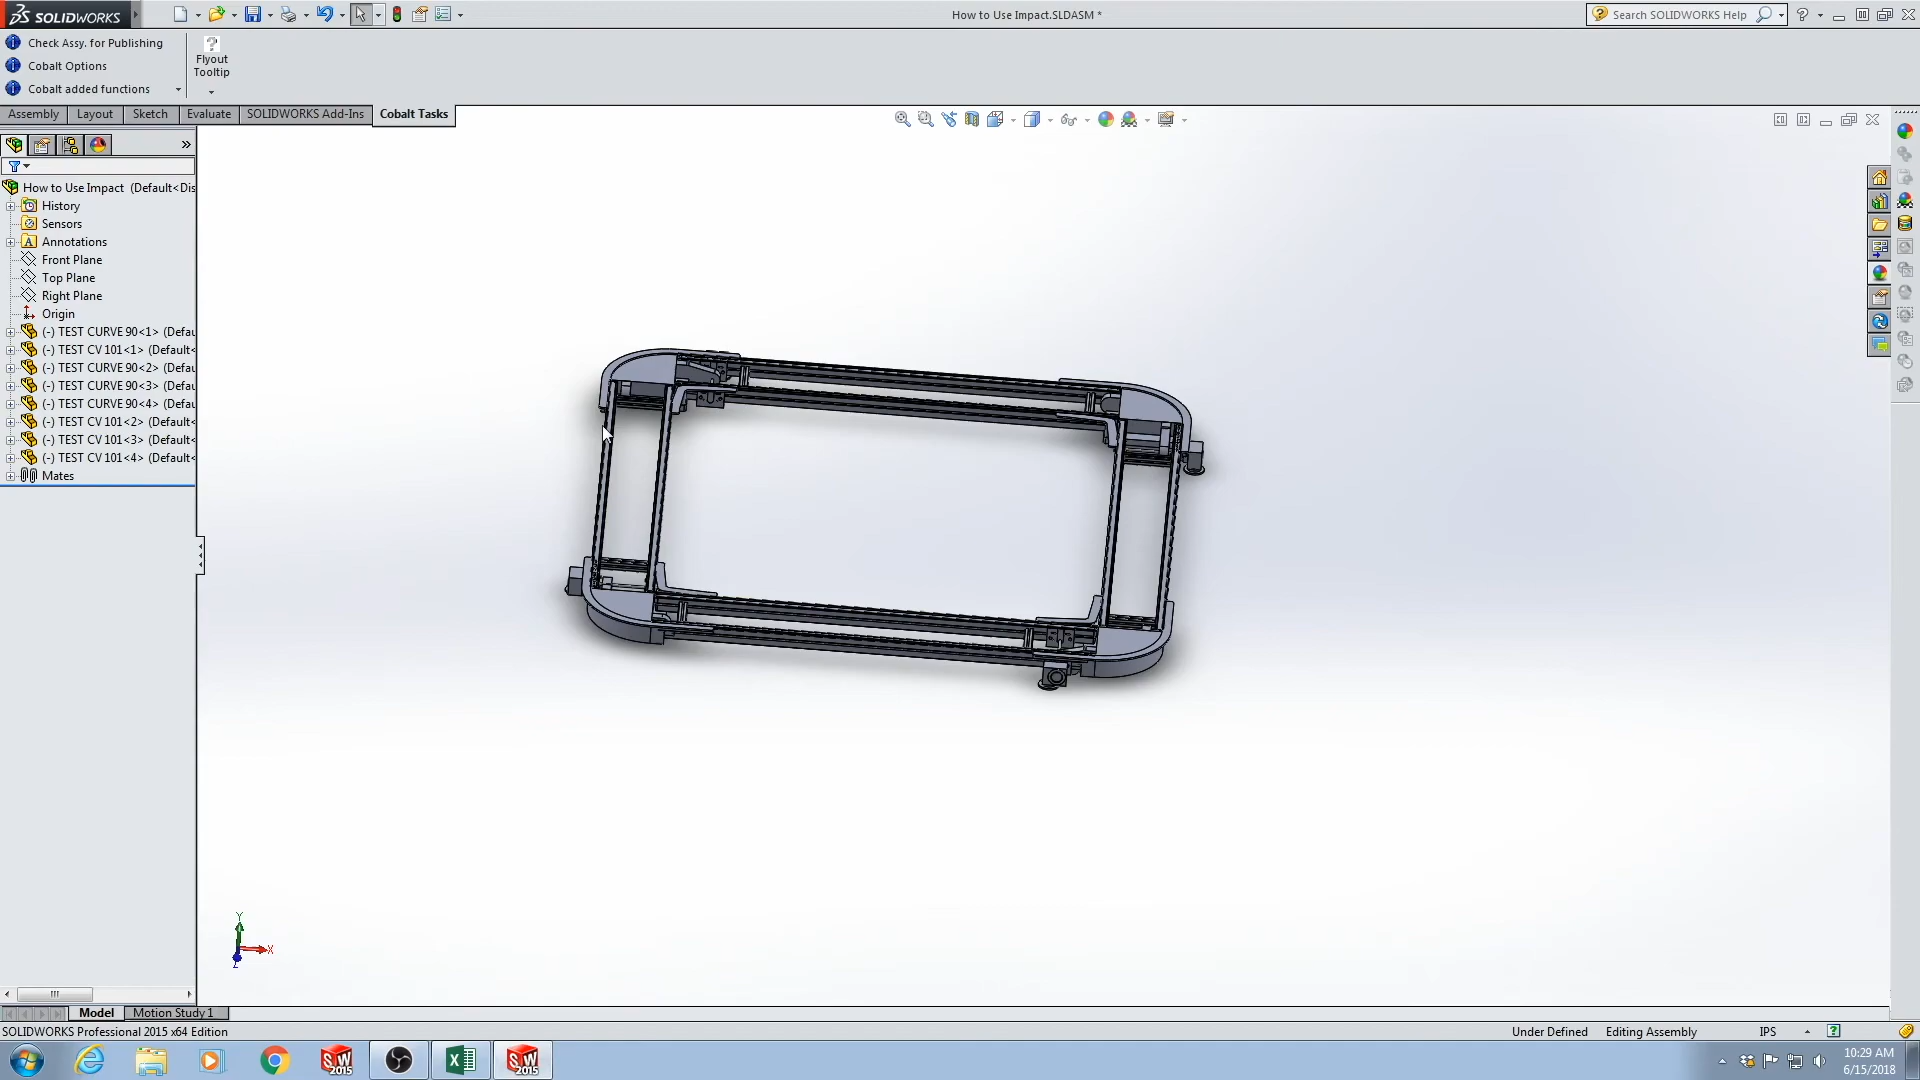 SOLIDWORKS
How to Use Impact.SLDASM *
Search SOLIDWORKS Help
Check Assy. for Publishing
Cobalt Options
Cobalt added functions
Flyout
Tooltip
Assembly
Layout
Sketch
Evaluate
SOLIDWORKS Add-Ins
Cobalt Tasks
How to Use Impact (Default<Dis
History
Sensors
Annotations
Front Plane
Top Plane
Right Plane
Origin
(-) TEST CURVE 90<1> (Defau
(-) TEST CV 101<1> (Default<
(-) TEST CURVE 90<2> (Defau
(-) TEST CURVE 90<3> (Defau
(-) TEST CURVE 90<4> (Defau
(-) TEST CV 101<2> (Default<
(-) TEST CV 101<3> (Default<
(-) TEST CV 101<4> (Default<
Mates
Y
X
Z
Model
Motion Study 1
SOLIDWORKS Professional 2015 x64 Edition
Under Defined
Editing Assembly
IPS
SW
2015
SW
2015
10:29 AM
6/15/2018